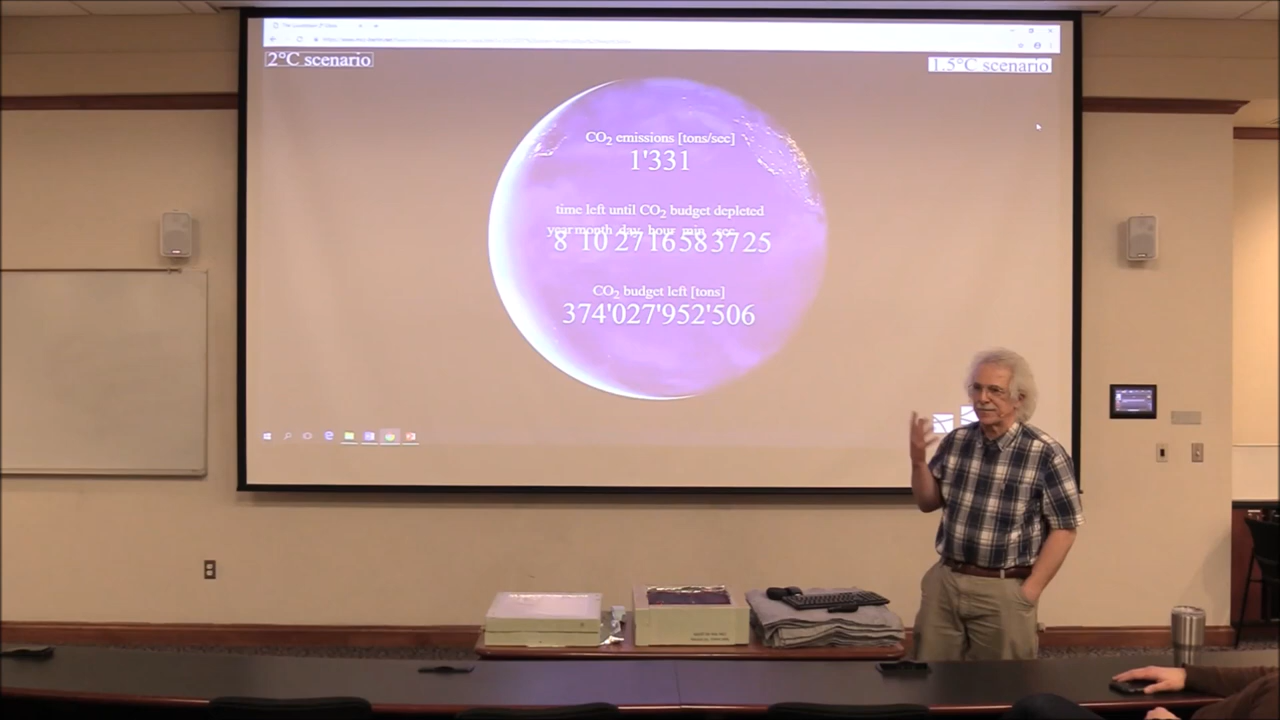 2°C scenario
1.5°C scenario
CO₂ emissions [tons/sec]
1'331
time left until CO₂ budget depleted
year month day hour min sec
8 10 27 16 58 37 25
CO₂ budget left [tons]
374'027'952'506